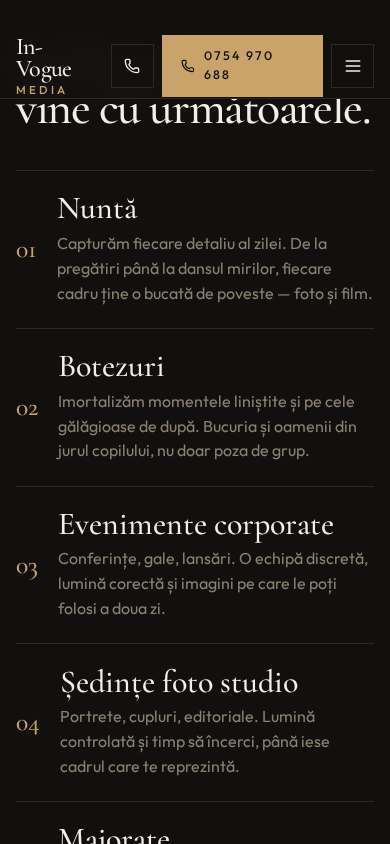 In-
Vogue
MEDIA
0754 970
688
vine cu următoarele.
Nuntă
01
Capturăm fiecare detaliu al zilei. De la
pregătiri până la dansul mirilor, fiecare
cadru ține o bucată de poveste — foto și film.
Botezuri
02
Imortalizăm momentele liniștite și pe cele
gălăgioase de după. Bucuria și oamenii din
jurul copilului, nu doar poza de grup.
Evenimente corporate
03
Conferințe, gale, lansări. O echipă discretă,
lumină corectă și imagini pe care le poți
folosi a doua zi.
Ședințe foto studio
04
Portrete, cupluri, editoriale. Lumină
controlată și timp să încerci, până iese
cadrul care te reprezintă.
Majorate